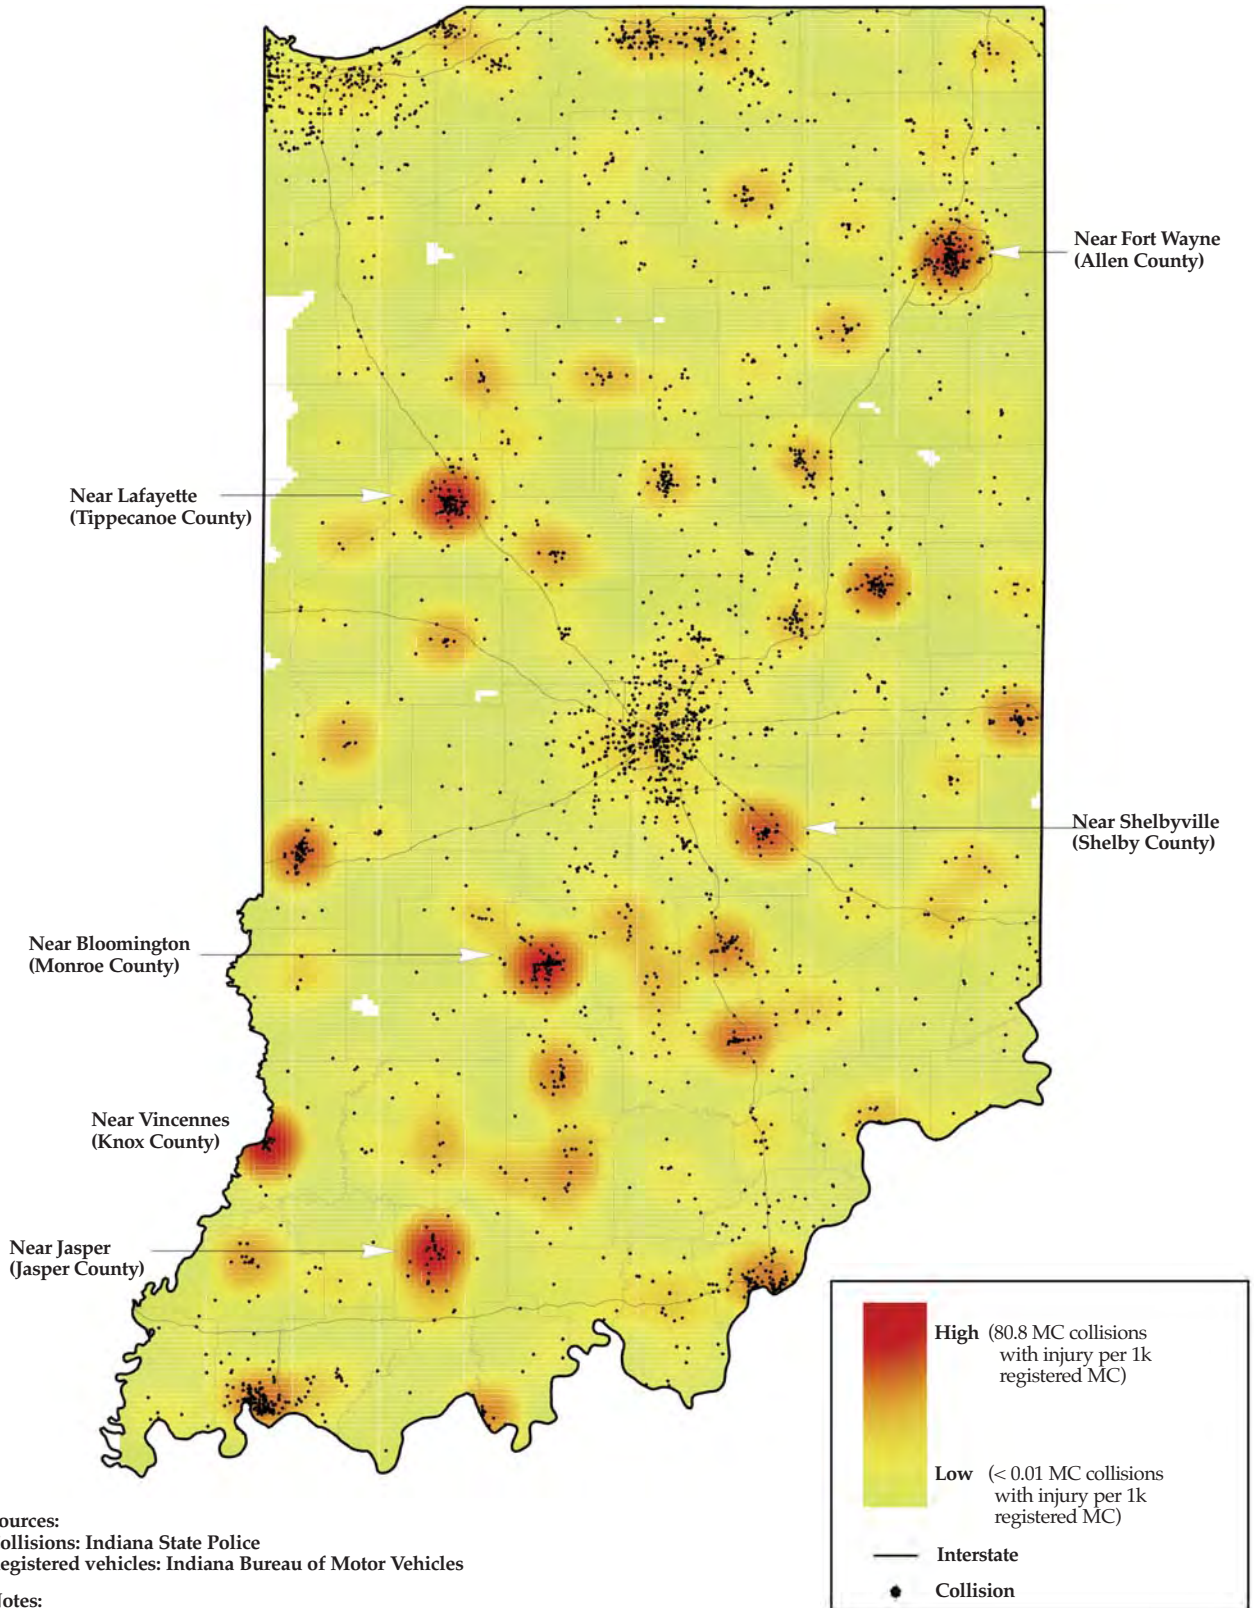 Near Fort Wayne
(Allen County)
Near Lafayette
(Tippecanoe County)
Near Shelbyville
(Shelby County)
Near Bloomington
(Monroe County)
Near Vincennes
(Knox County)
Near Jasper
(Jasper County)
High (80.8 MC collisions
with injury per 1k
registered MC)
Low (< 0.01 MC collisions
with injury per 1k
registered MC)
Interstate
Collision
ources:
ollisions: Indiana State Police
egistered vehicles: Indiana Bureau of Motor Vehicles
otes: